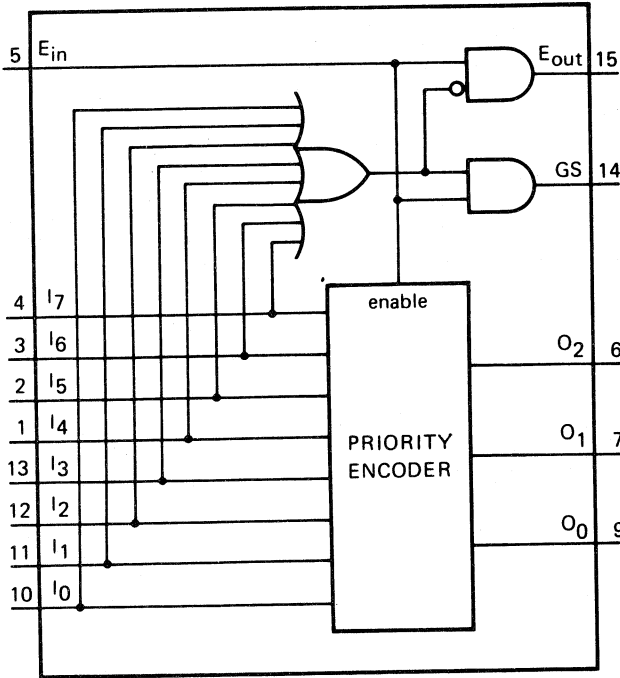 5 E_in E_out 15
GS 14
4 I_7 enable
3 I_6 O_2 6
2 I_5
1 I_4 PRIORITY O_1 7
13 I_3 ENCODER
12 I_2 O_0 9
11 I_1
10 I_0